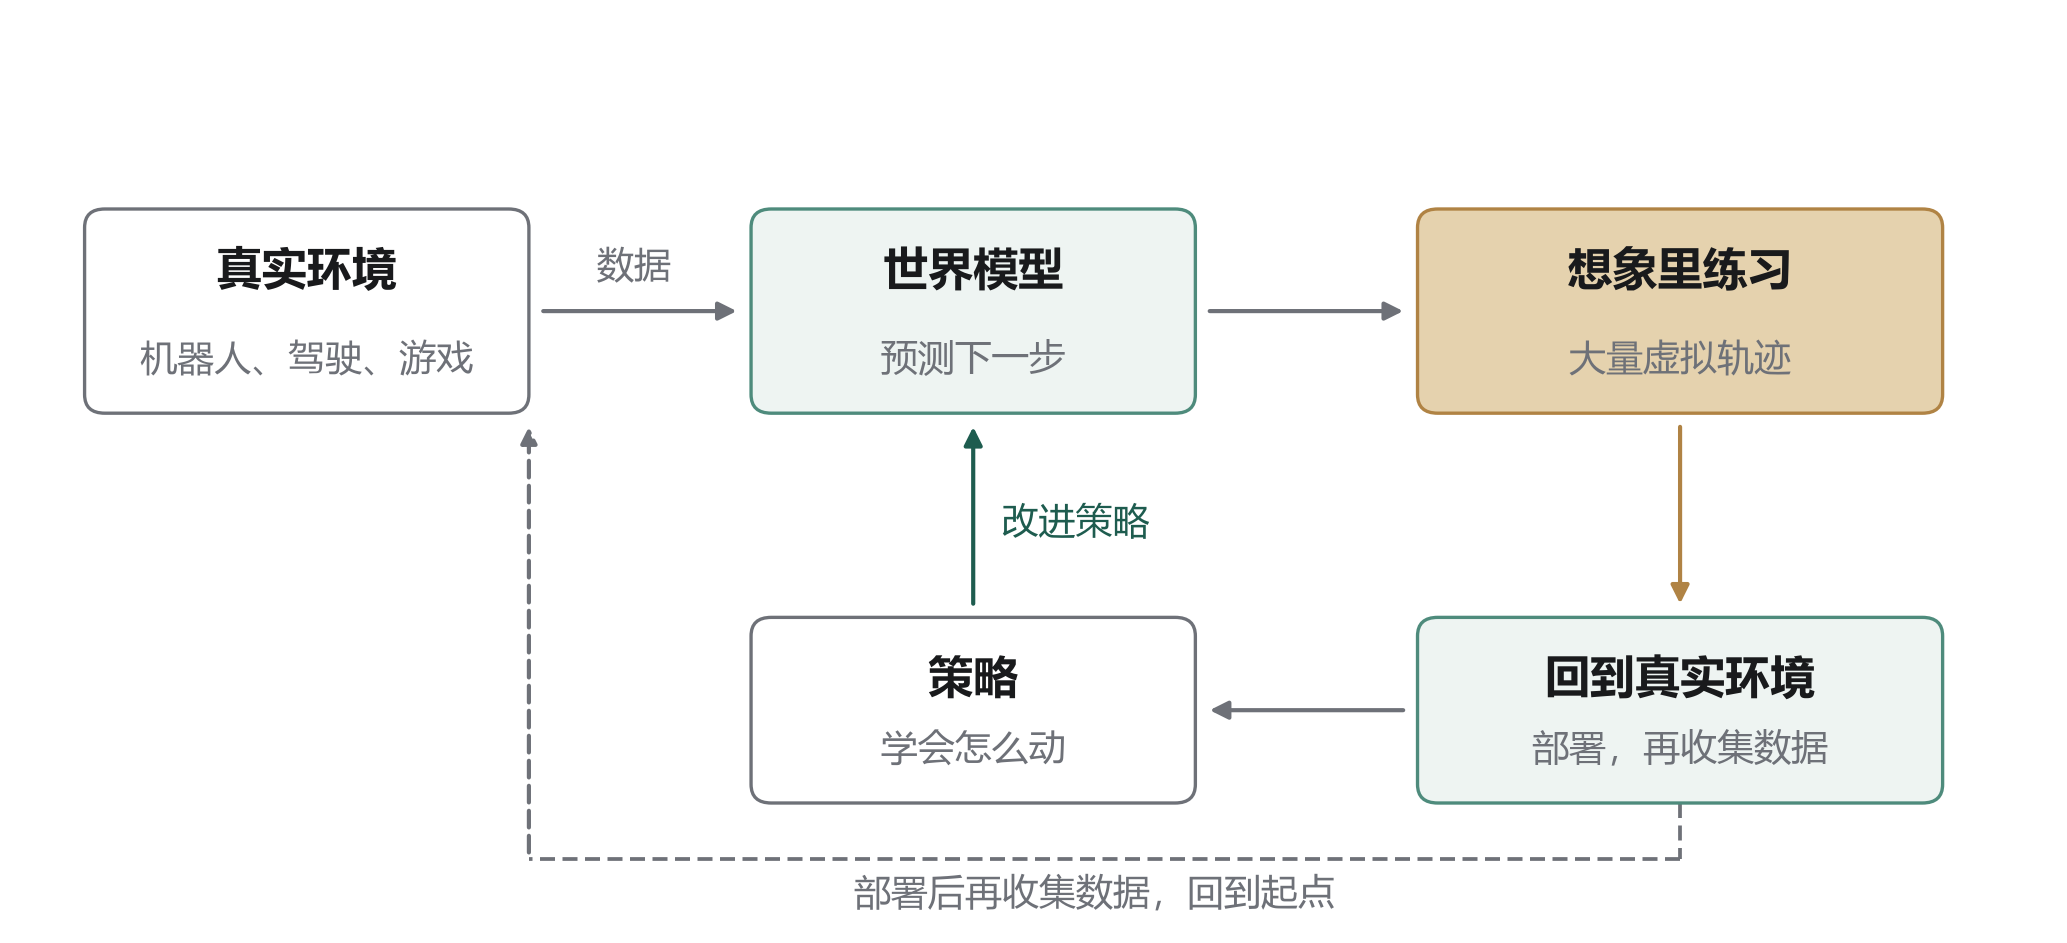 真实环境
机器人、驾驶、游戏
数据
世界模型
预测下一步
想象里练习
大量虚拟轨迹
改进策略
策略
学会怎么动
回到真实环境
部署，再收集数据
部署后再收集数据，回到起点